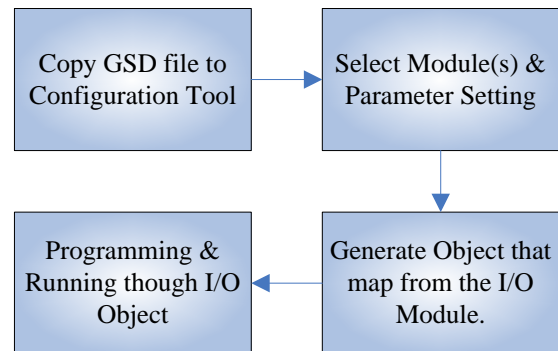 Copy GSD file to
Configuration Tool
Select Module(s) &
Parameter Setting
Generate Object that
map from the I/O
Module.
Programming &
Running though I/O
Object